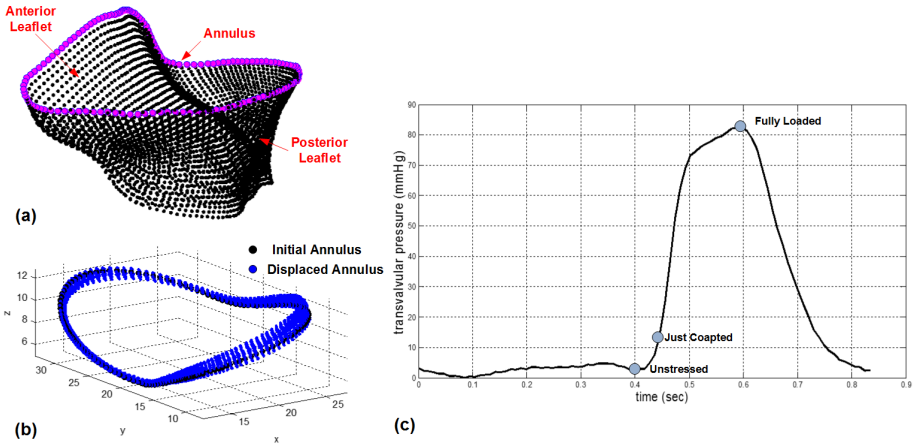 Anterior
Leaflet
Annulus
Posterior
Leaflet
(a)
Initial Annulus
Displaced Annulus
12
10
8
6
z
30
25
20
15
10
y
15
20
25
x
(b)
90
80
70
60
50
40
30
20
10
0
transvalvular pressure (mmHg)
Fully Loaded
Just Coapted
Unstressed
0 0.1 0.2 0.3 0.4 0.5 0.6 0.7 0.8 0.9
time (sec)
(c)